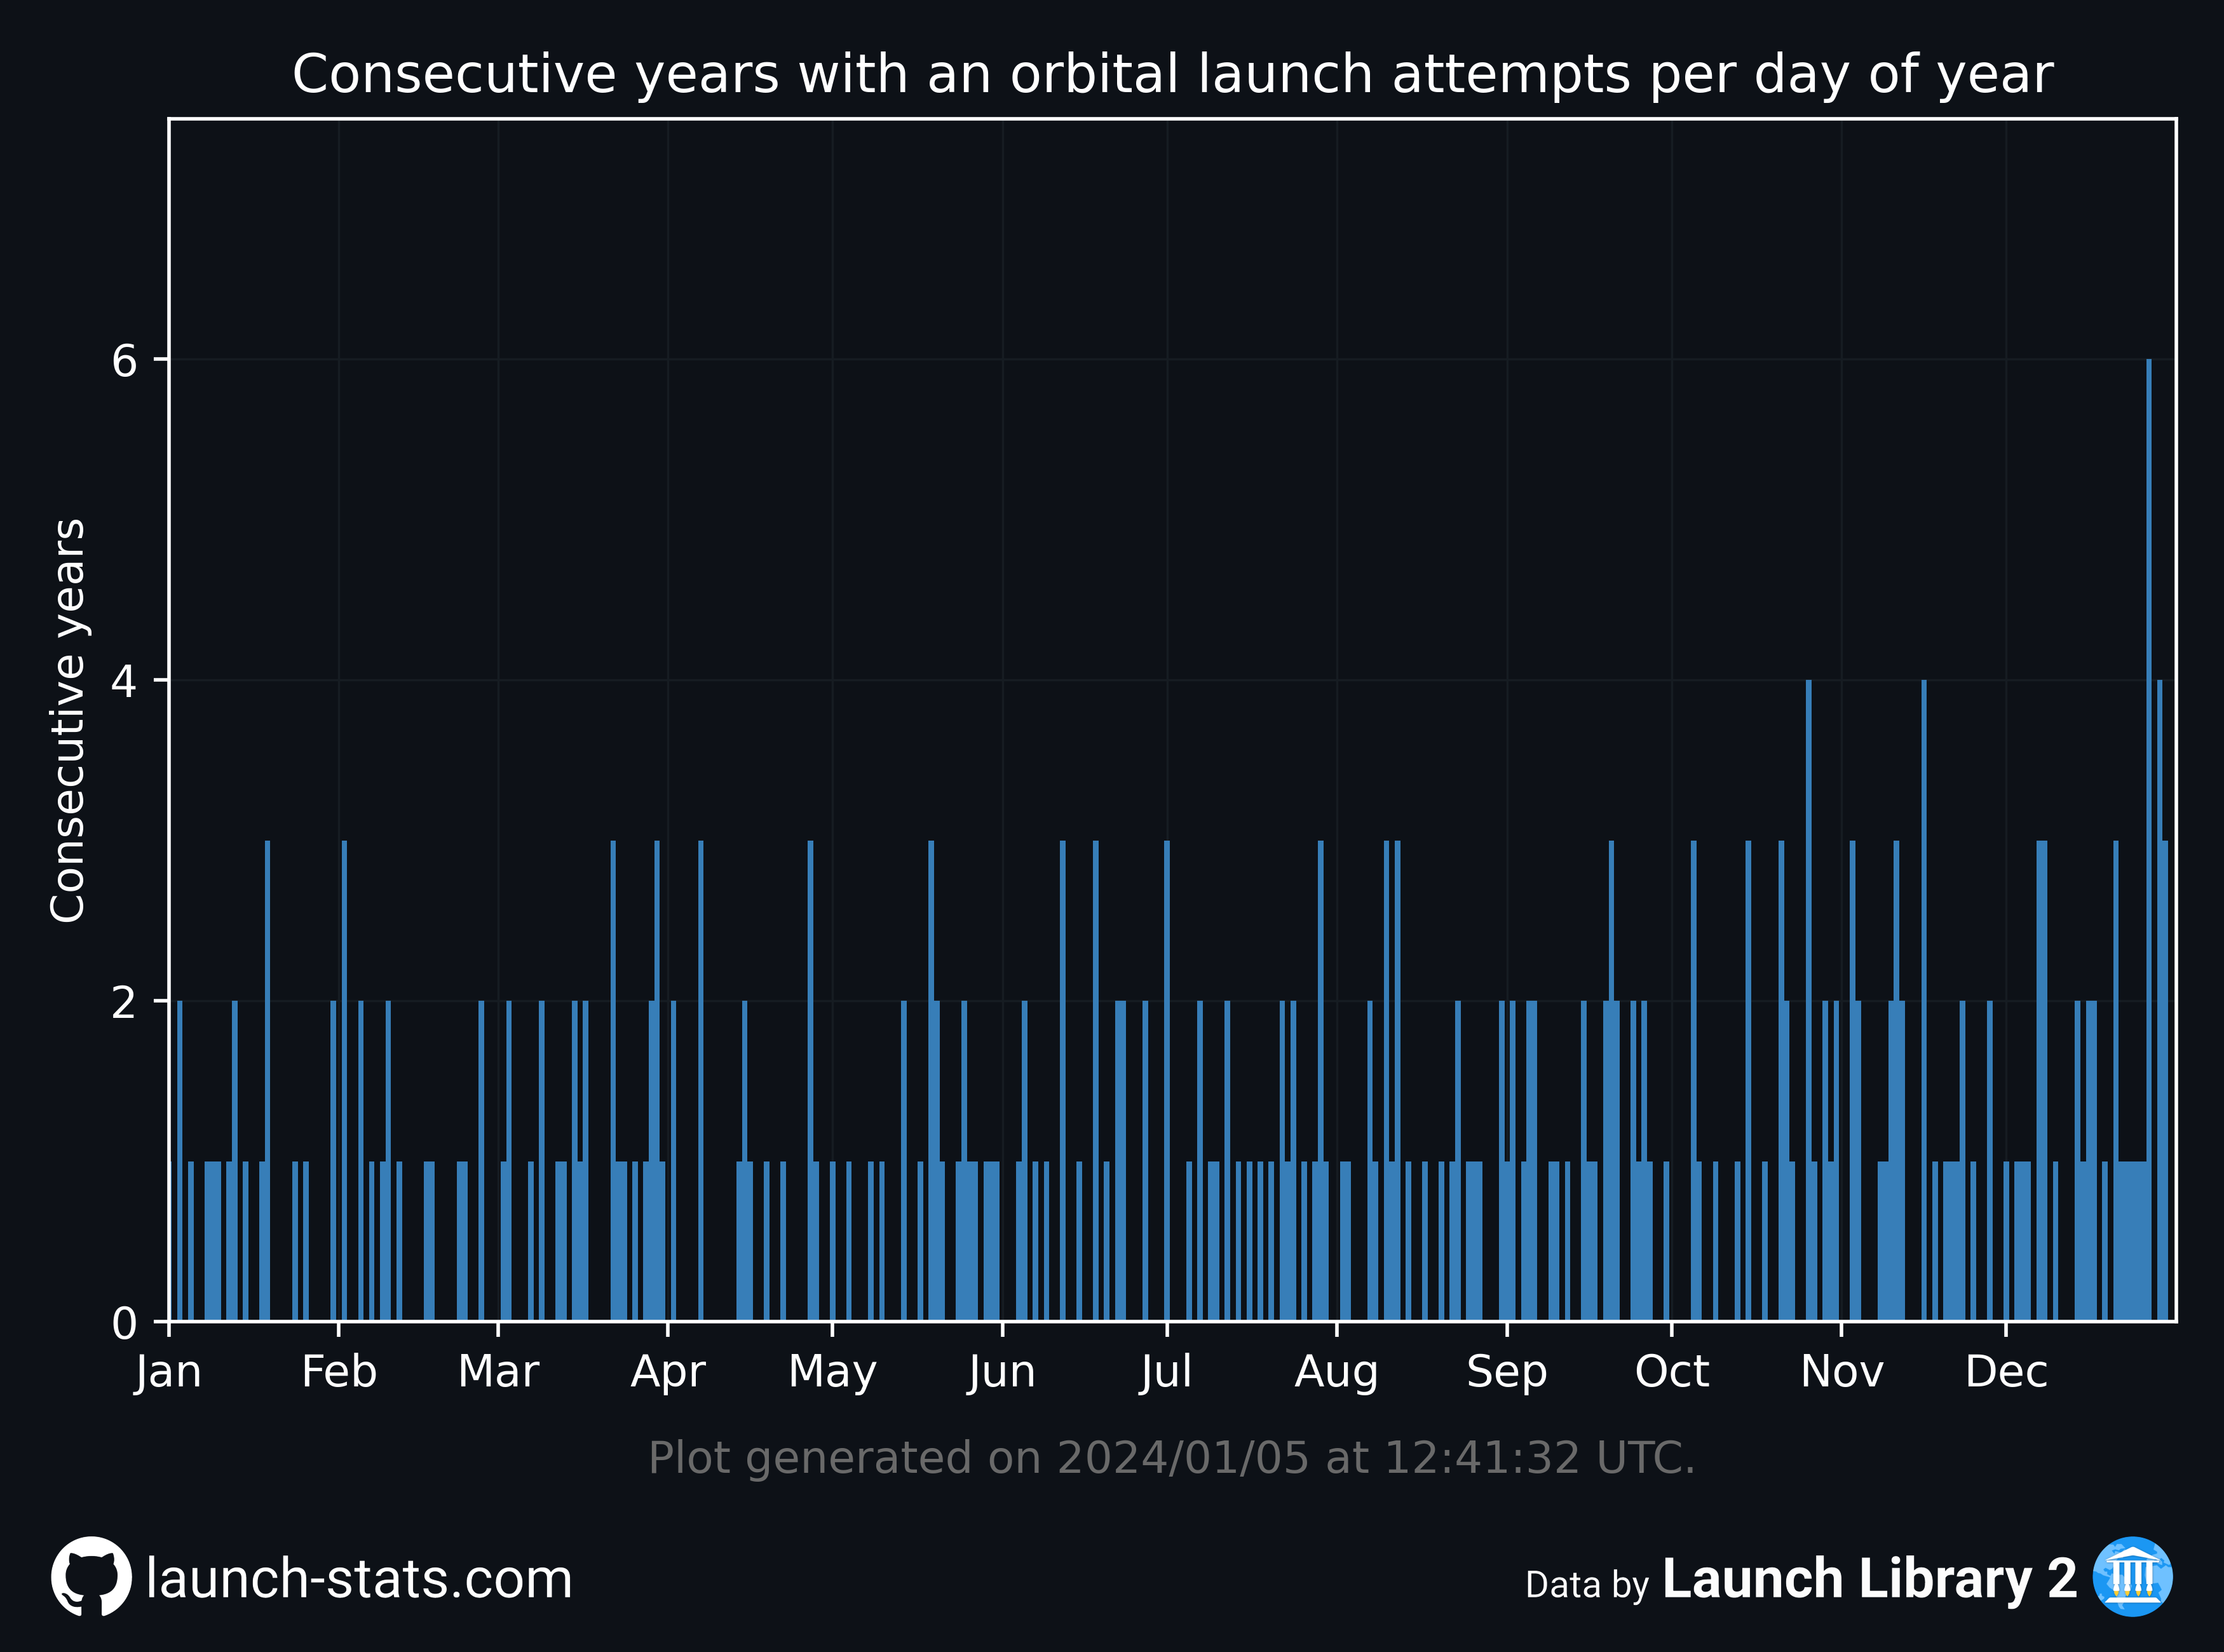 Consecutive years with an orbital launch attempts per day of year
Consecutive years
6
4
2
0
Jan Feb Mar Apr May Jun Jul Aug Sep Oct Nov Dec
Plot generated on 2024/01/05 at 12:41:32 UTC.
launch-stats.com
Data by Launch Library 2